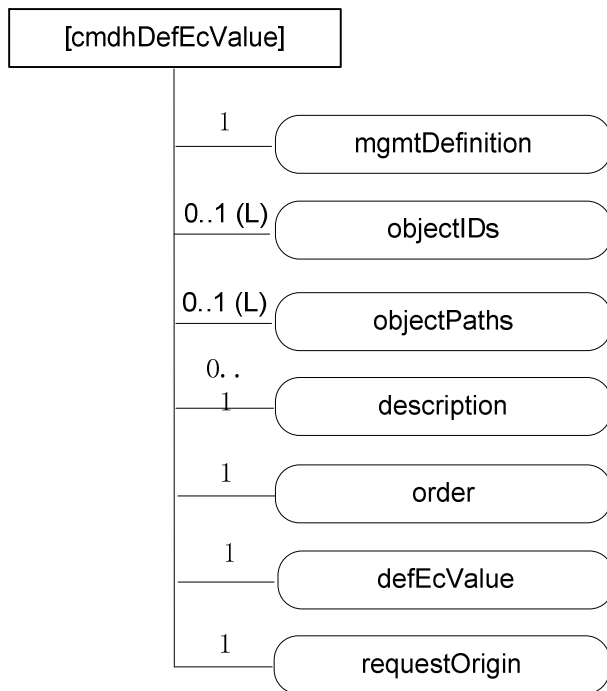 [cmdhDefEcValue]
1
mgmtDefinition
0..1 (L)
objectIDs
0..1 (L)
objectPaths
0..
1
description
1
order
1
defEcValue
1
requestOrigin